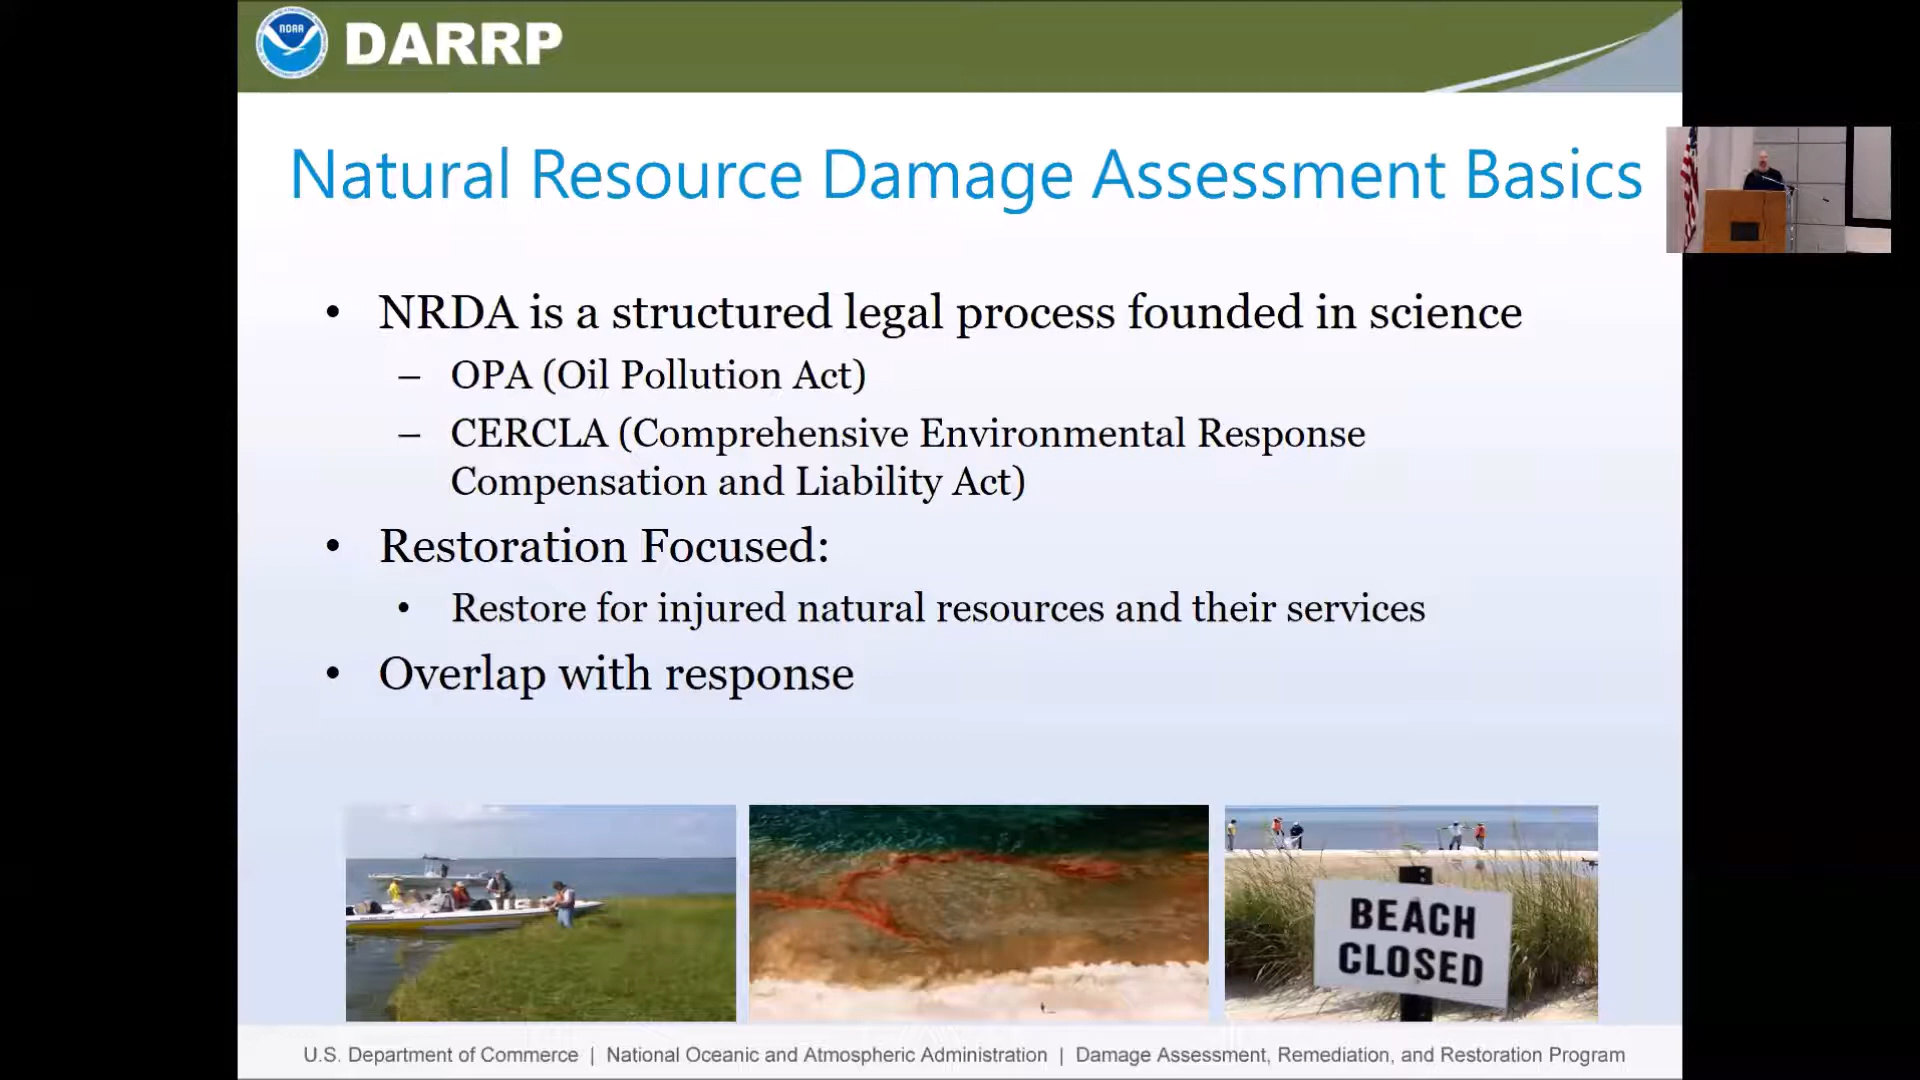 NOAA
DARRP
Natural Resource Damage Assessment Basics
• NRDA is a structured legal process founded in science
– OPA (Oil Pollution Act)
– CERCLA (Comprehensive Environmental Response
Compensation and Liability Act)
• Restoration Focused:
• Restore for injured natural resources and their services
• Overlap with response
BEACH
CLOSED
U.S. Department of Commerce | National Oceanic and Atmospheric Administration | Damage Assessment, Remediation, and Restoration Program